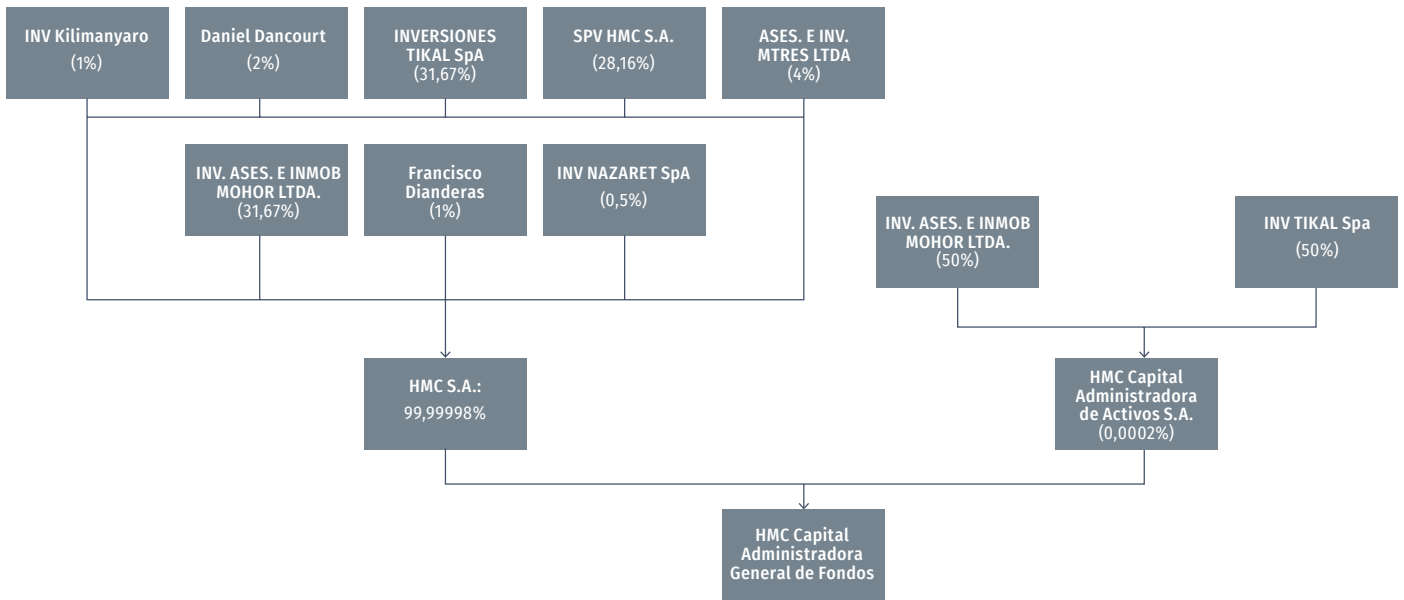 INV Kilimanyaro
(1%)
Daniel Dancourt
(2%)
INVERSIONES
TIKAL SpA
(31,67%)
SPV HMC S.A.
(28,16%)
ASES. E INV.
MTRES LTDA
(4%)
INV. ASES. E INMOB
MOHOR LTDA.
(31,67%)
Francisco
Dianderas
(1%)
INV NAZARET SpA
(0,5%)
INV. ASES. E INMOB
MOHOR LTDA.
(50%)
INV TIKAL Spa
(50%)
HMC S.A.:
99,99998%
HMC Capital
Administradora
de Activos S.A.
(0,0002%)
HMC Capital
Administradora
General de Fondos